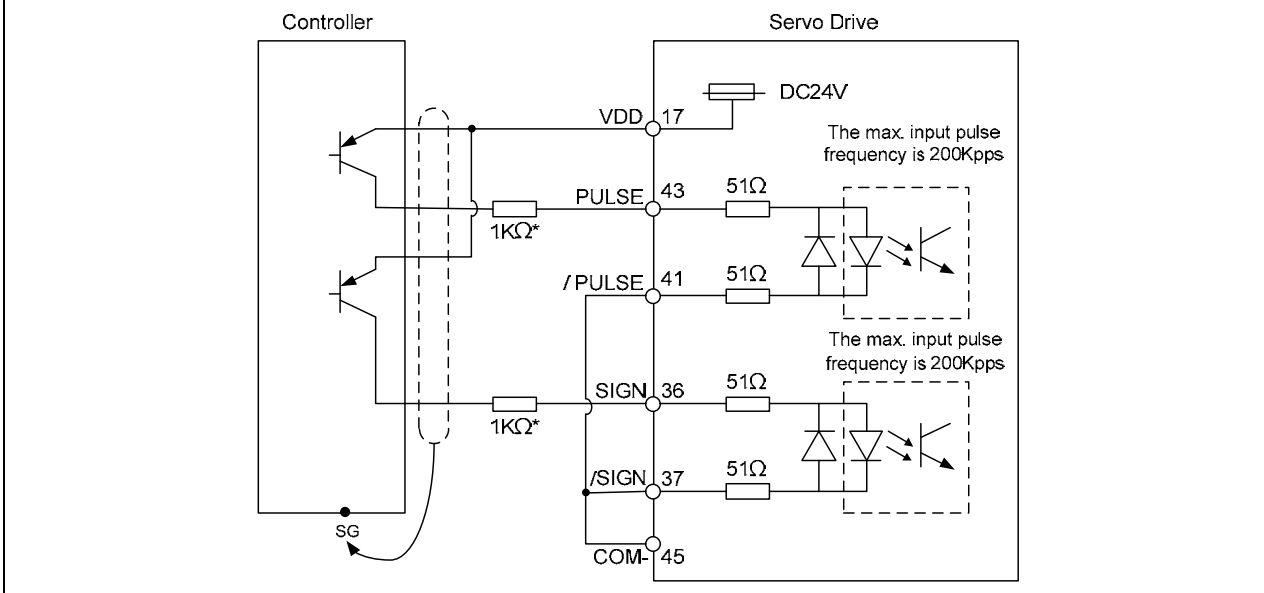 Controller
Servo Drive
DC24V
VDD
17
The max. input pulse
frequency is 200Kpps
PULSE
43
51Ω
1KΩ*
/ PULSE
41
51Ω
The max. input pulse
frequency is 200Kpps
SIGN
36
51Ω
1KΩ*
/SIGN
37
51Ω
SG
COM-
45